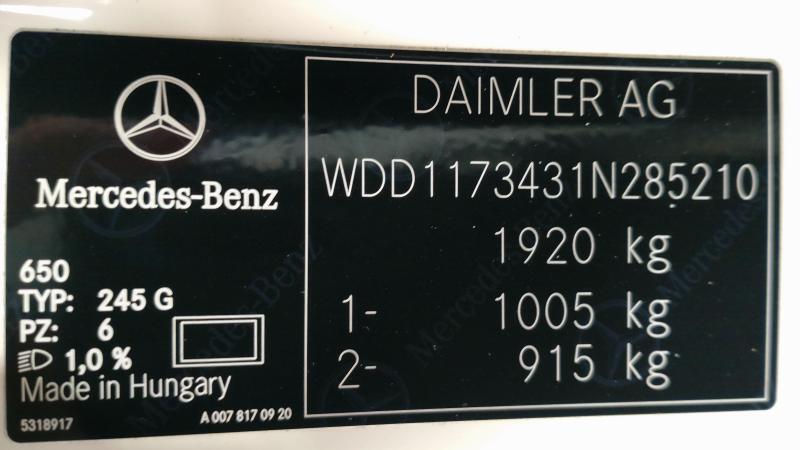 Mercedes-Benz
650
TYP: 245 G
PZ: 6
1,0 %
Made in Hungary
5318917
A 007 817 09 20
DAIMLER AG
WDD1173431N285210
1920 kg
1- 1005 kg
2- 915 kg